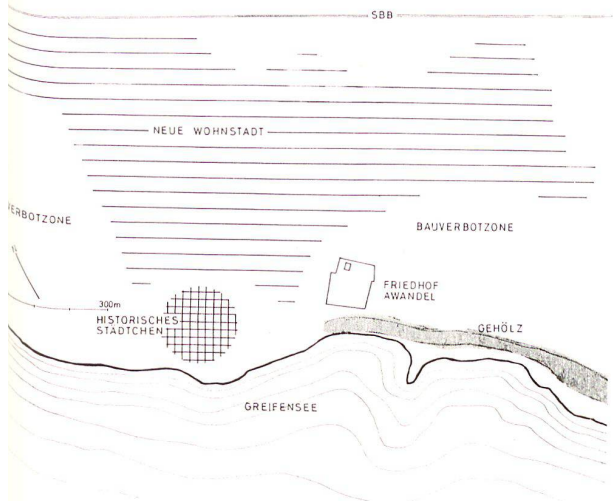 SBB
NEUE WOHNSTADT
VERBOTZONE
BAUVERBOTZONE
FRIEDHOF
AWANDEL
300m
HISTORISCHES
STÄDTCHEN
GEHÖLZ
GREIFENSEE